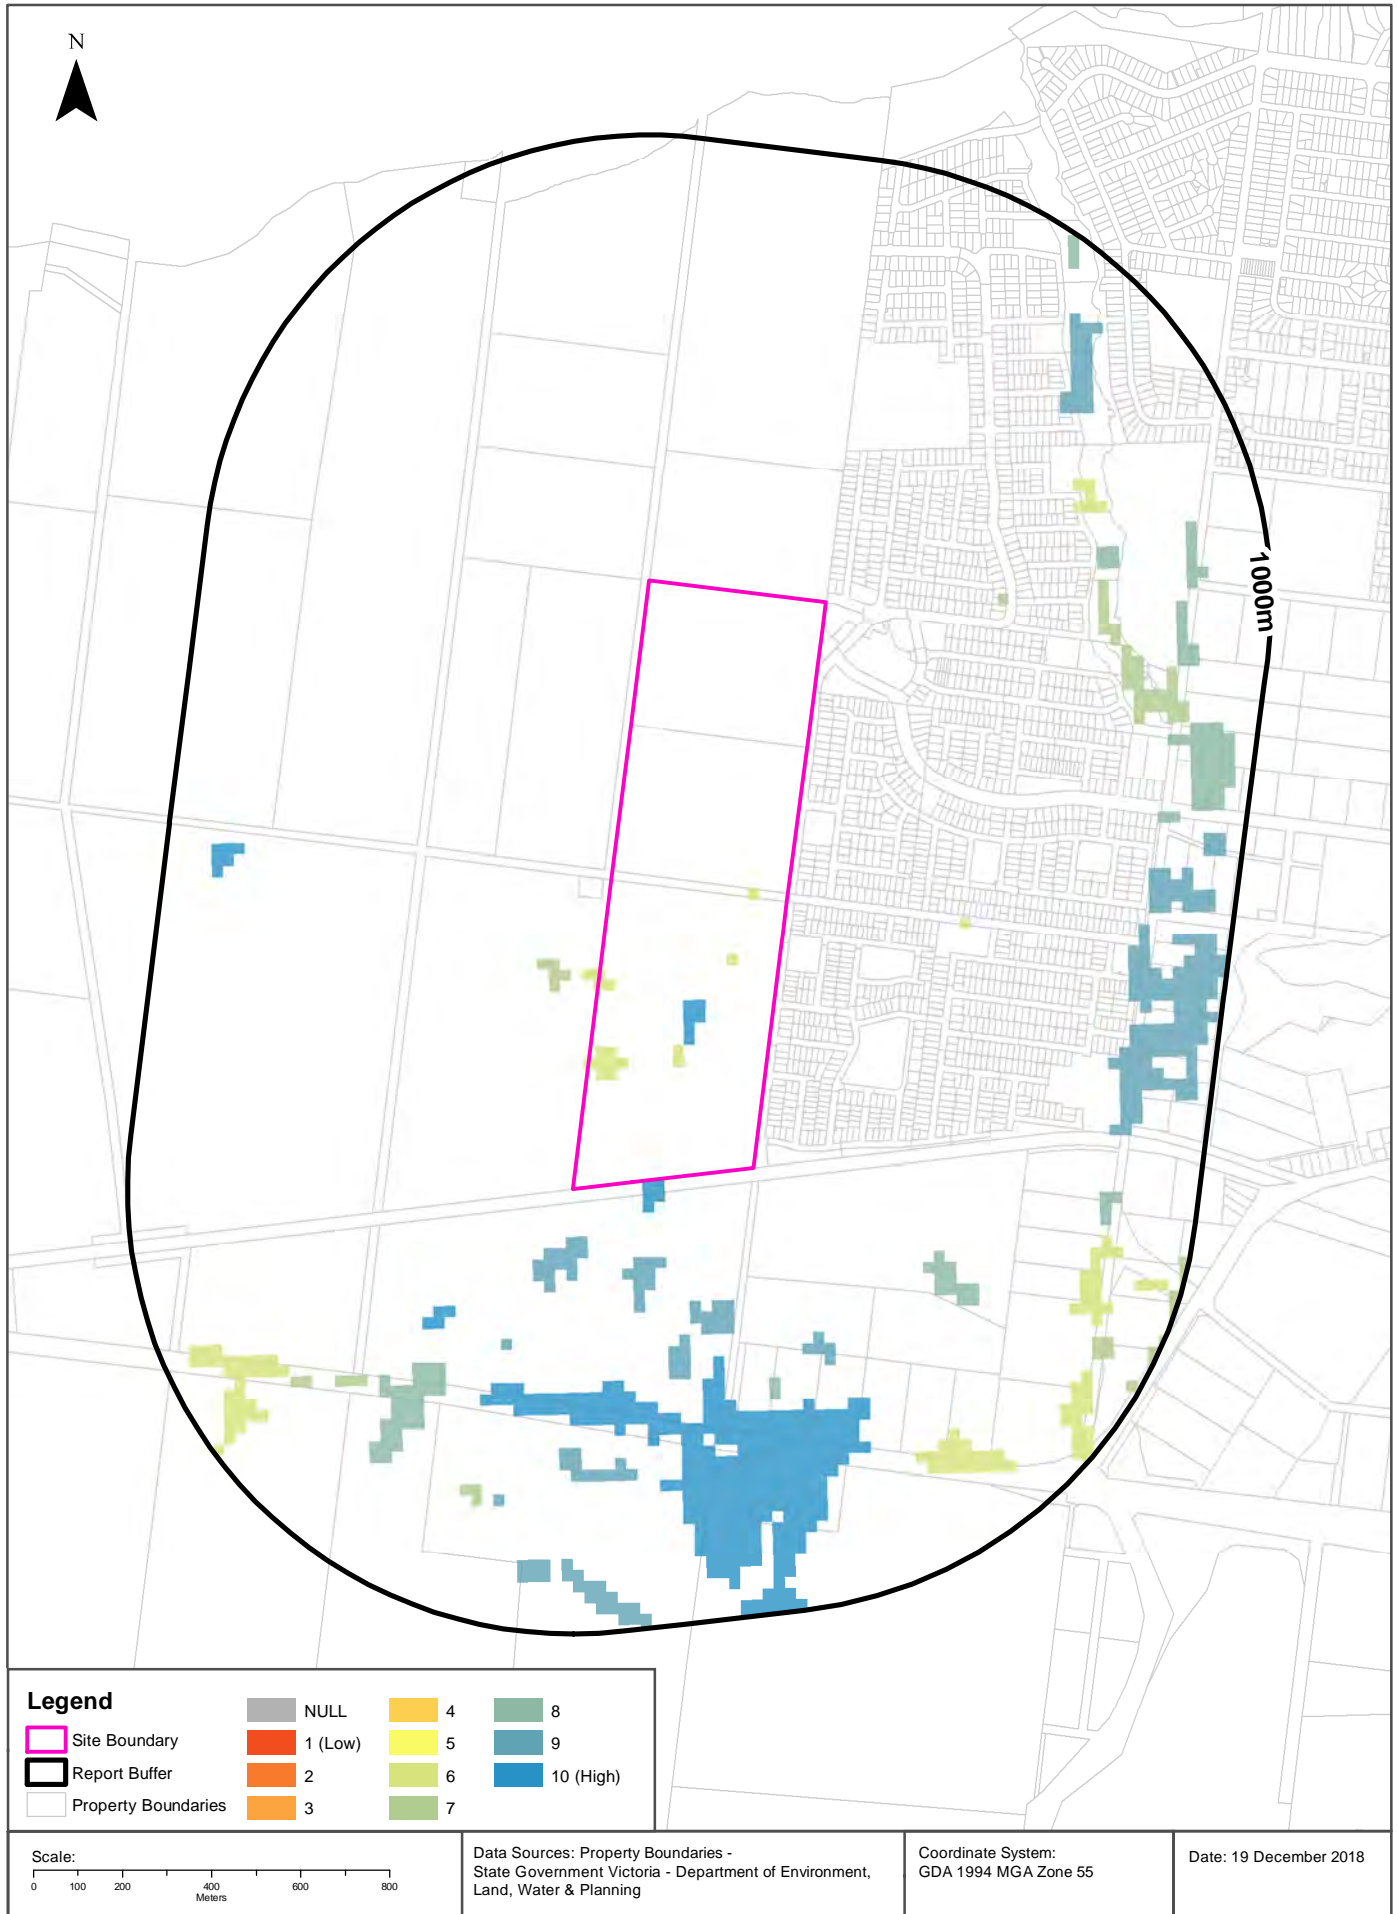 N
1000m
Legend
Site Boundary
Report Buffer
Property Boundaries
NULL
1 (Low)
2
3
4
5
6
7
8
9
10 (High)
Scale:
0 100 200 400 600 800
Meters
Data Sources: Property Boundaries -
State Government Victoria - Department of Environment,
Land, Water & Planning
Coordinate System:
GDA 1994 MGA Zone 55
Date: 19 December 2018